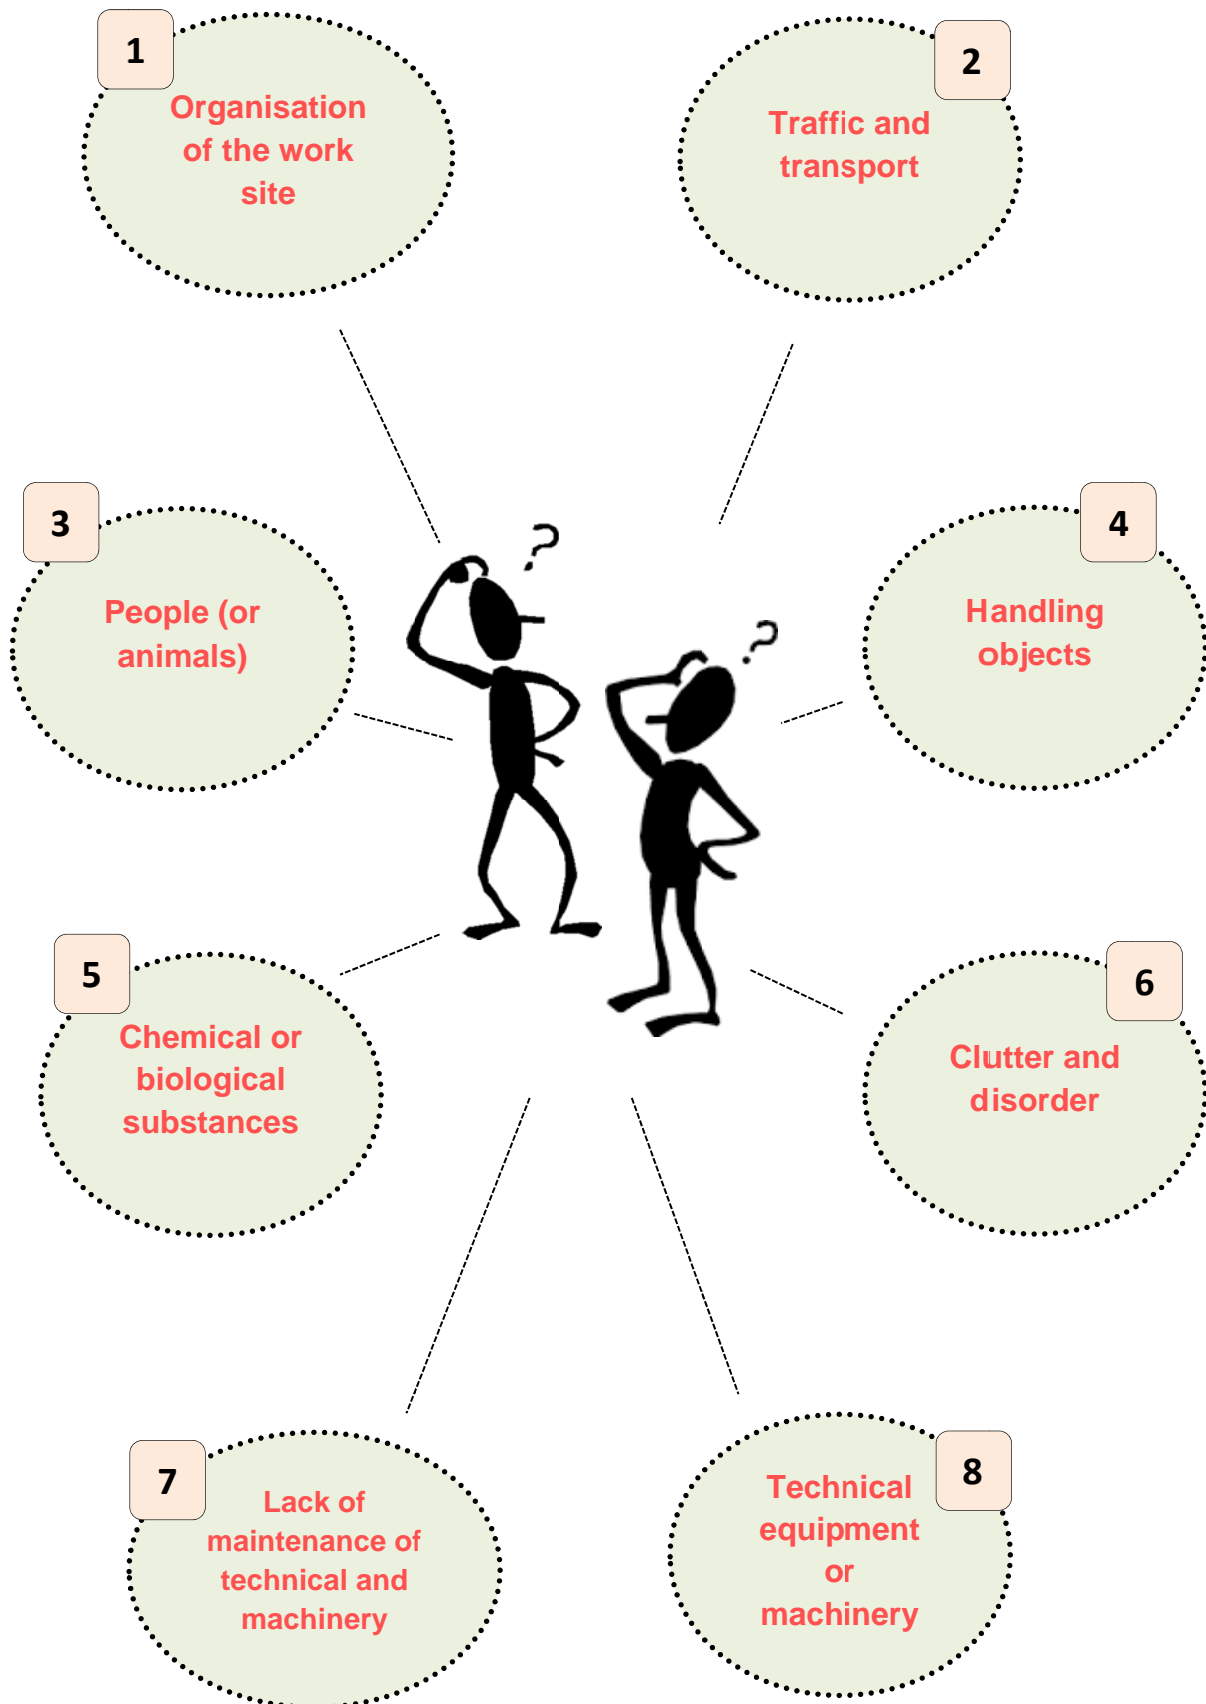 1
Organisation
of the work
site
2
Traffic and
transport
3
People (or
animals)
?
?
4
Handling
objects
5
Chemical or
biological
substances
6
Clutter and
disorder
7
Lack of
maintenance of
technical and
machinery
8
Technical
equipment
or
machinery